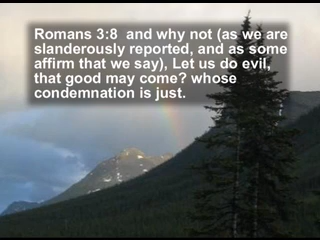 Romans 3:8  and why not (as we are
slanderously reported, and as some
affirm that we say), Let us do evil,
that good may come? whose
condemnation is just.